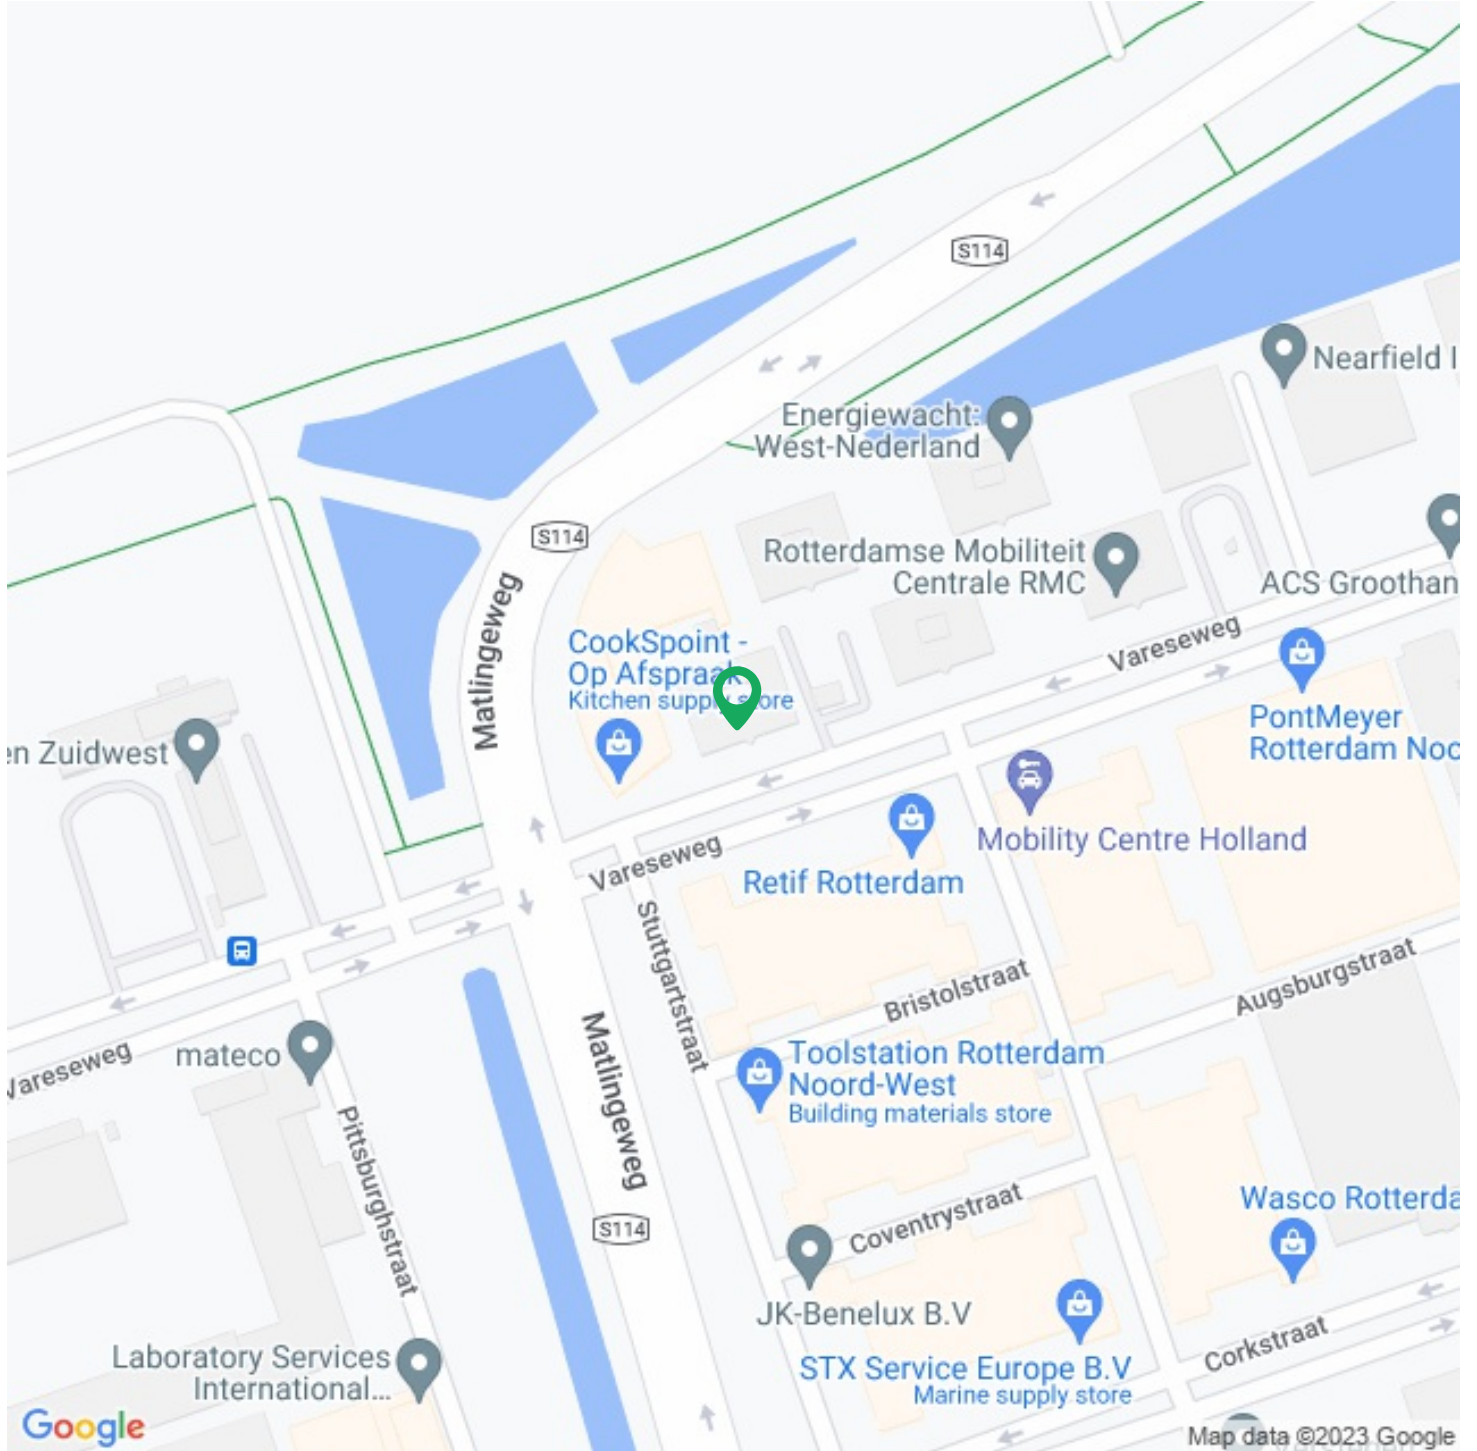 S114
Nearfield I
Energiewacht:
West-Nederland
S114
Rotterdamse Mobiliteit
Centrale RMC
ACS Groothan
Matlingeweg
CookSpoint -
Op Afspraak
Kitchen supply store
Vareseweg
PontMeyer
Rotterdam Noo
en Zuidwest
Mobility Centre Holland
Vareseweg
Retif Rotterdam
Stuttgartstraat
Bristolstraat
Augsburgstraat
Vareseweg
mateco
Matlingeweg
Toolstation Rotterdam
Noord-West
Building materials store
Pittsburghstraat
S114
Coventrystraat
Wasco Rotterda
JK-Benelux B.V
Laboratory Services
International...
STX Service Europe B.V
Marine supply store
Corkstraat
Google
Map data ©2023 Google